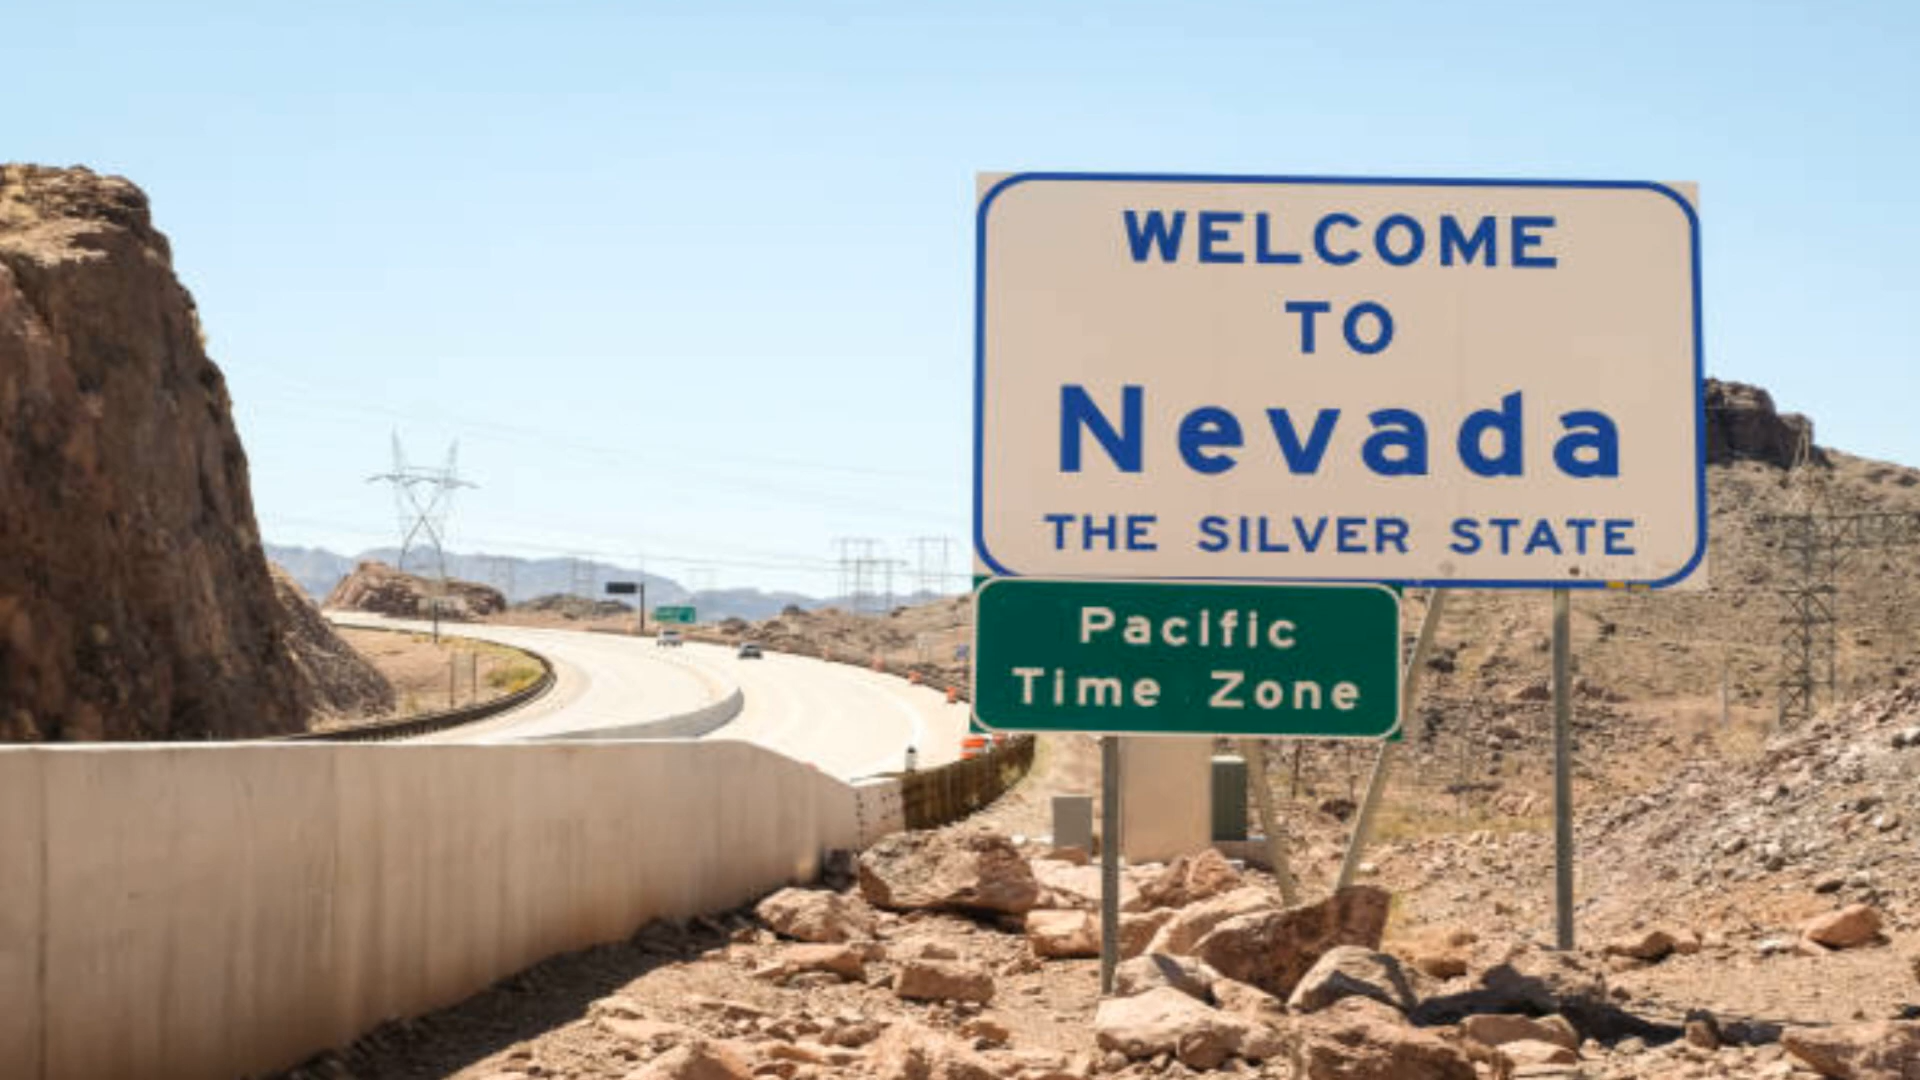 WELCOME
TO
Nevada
THE SILVER STATE
Pacific
Time Zone